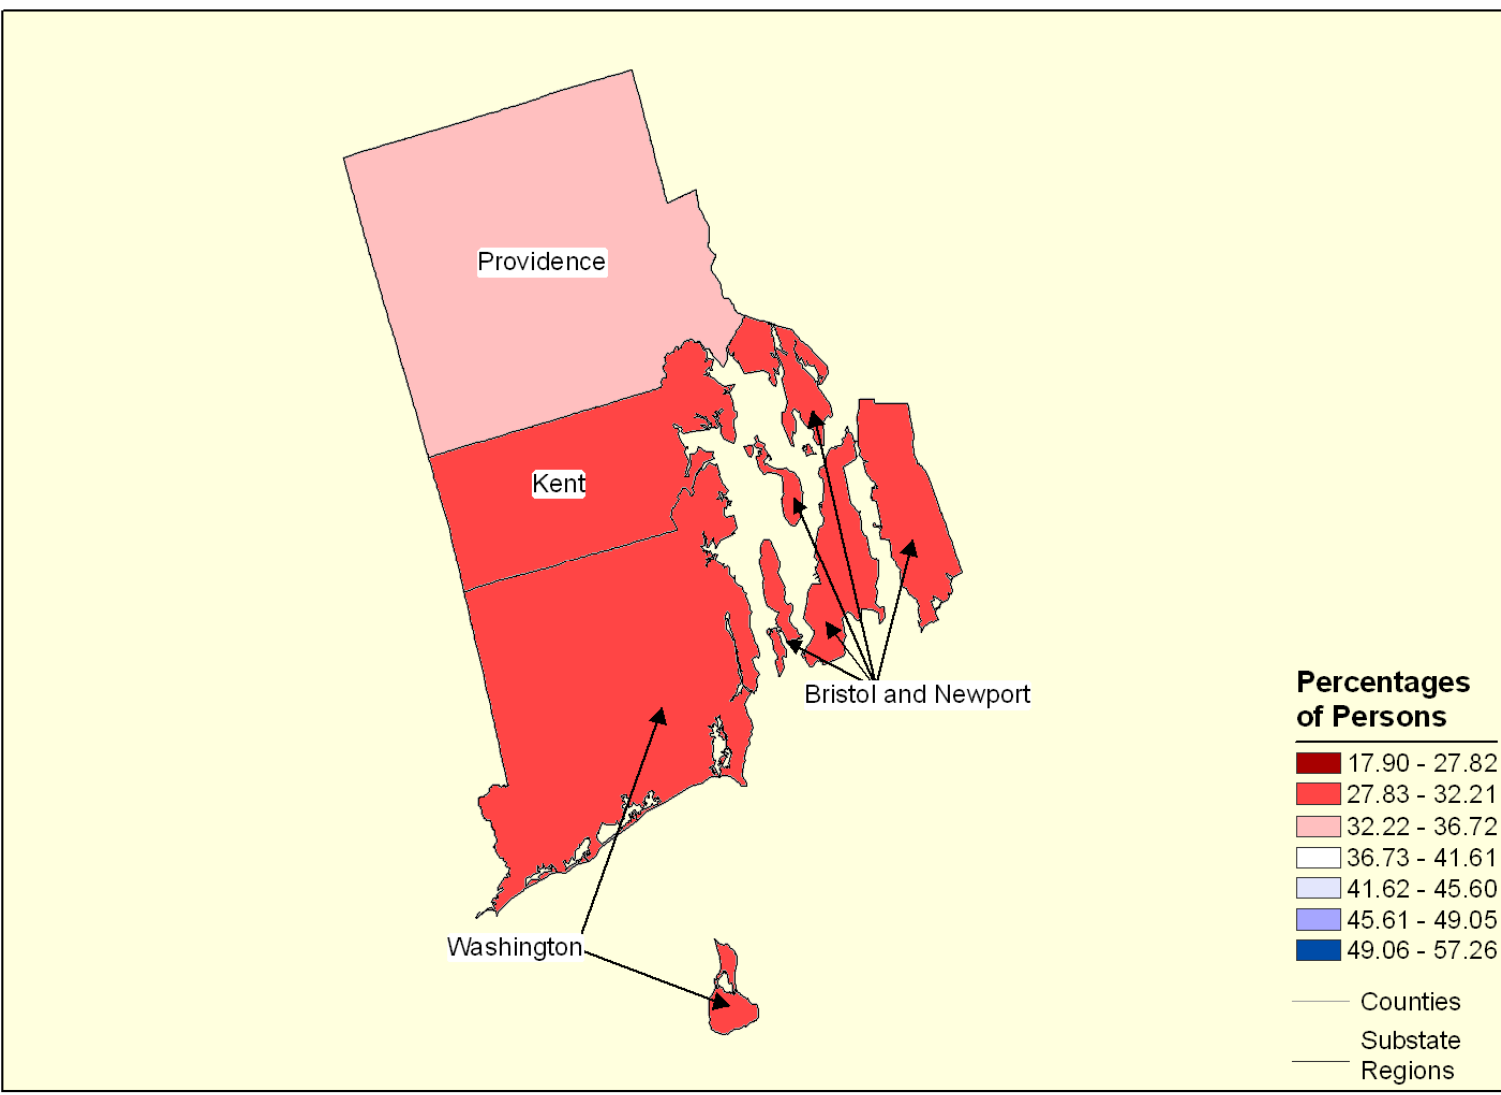 Providence
Kent
Bristol and Newport
Washington
Percentages
of Persons
17.90 - 27.82
27.83 - 32.21
32.22 - 36.72
36.73 - 41.61
41.62 - 45.60
45.61 - 49.05
49.06 - 57.26
Counties
Substate
Regions